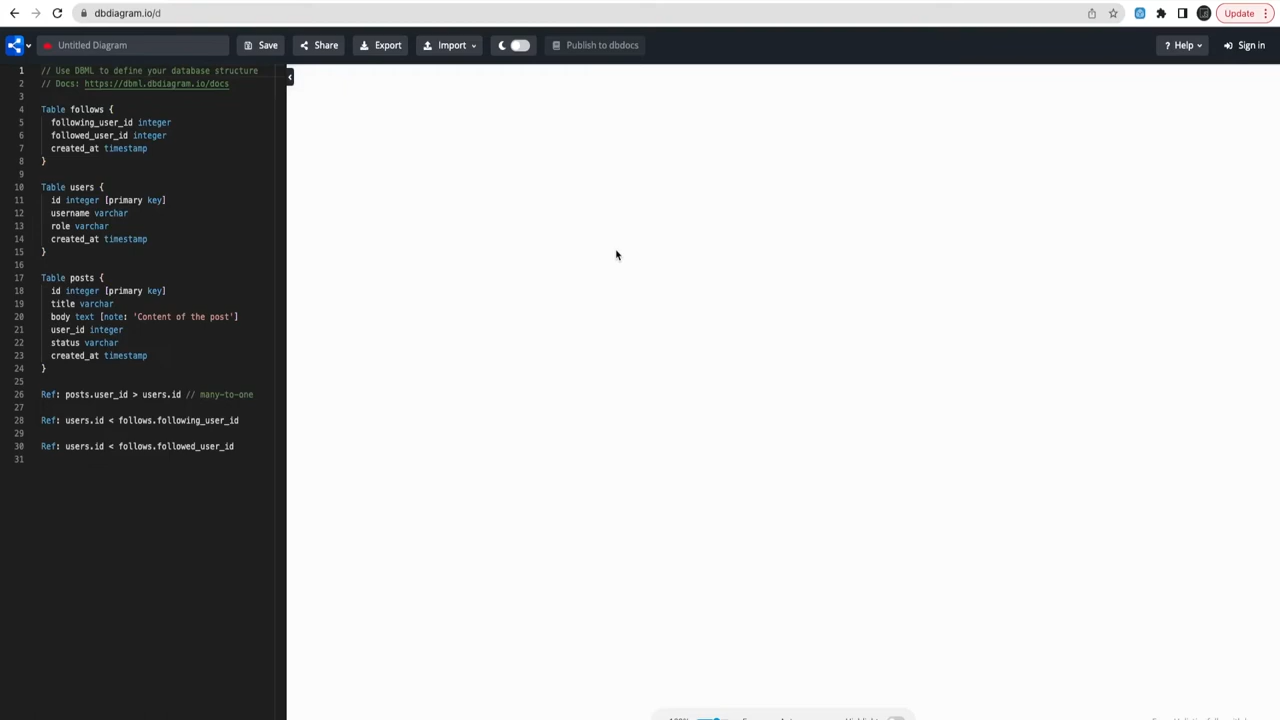 dbdiagram.io/d
Update
Untitled Diagram
Save
Share
Export
Import
Publish to dbdocs
? Help
Sign in
1 // Use DBML to define your database structure
2 // Docs: https://dbml.dbdiagram.io/docs
3
4 Table follows {
5 following_user_id integer
6 followed_user_id integer
7 created_at timestamp
8 }
9
10 Table users {
11 id integer [primary key]
12 username varchar
13 role varchar
14 created_at timestamp
15 }
16
17 Table posts {
18 id integer [primary key]
19 title varchar
20 body text [note: 'Content of the post']
21 user_id integer
22 status varchar
23 created_at timestamp
24 }
25
26 Ref: posts.user_id > users.id // many-to-one
27
28 Ref: users.id < follows.following_user_id
29
30 Ref: users.id < follows.followed_user_id
31